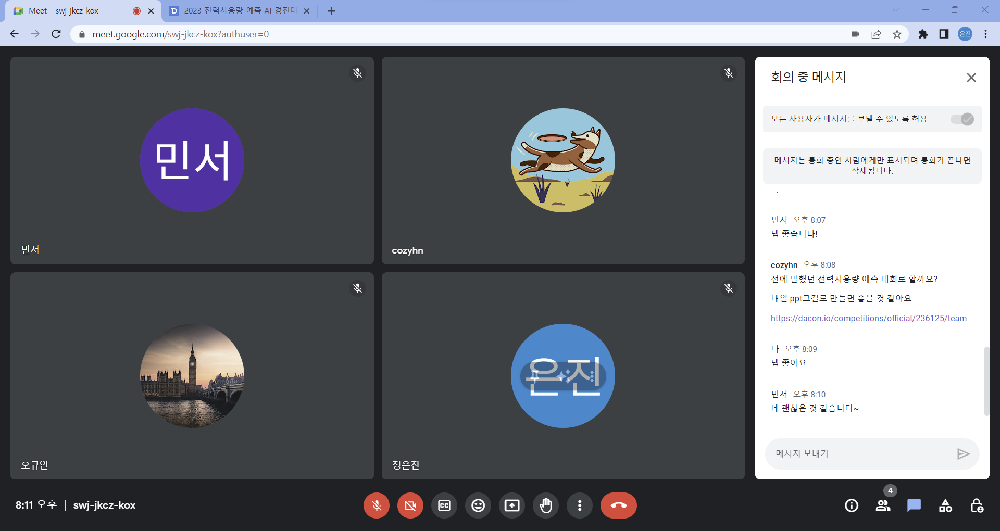 Meet - swj-jkcz-kox
D 2023 전력사용량 예측 AI 경진대
meet.google.com/swj-jkcz-kox?authuser=0
은진
민서
민서
cozyhn
오규안
은진
정은진
회의 중 메시지
모든 사용자가 메시지를 보낼 수 있도록 허용
메시지는 통화 중인 사람에게만 표시되며 통화가 끝나면
삭제됩니다.
민서 오후 8:07
넵 좋습니다!
cozyhn 오후 8:08
전에 말했던 전력사용량 예측 대회로 할까요?
내일 ppt그걸로 만들면 좋을 것 같아요
https://dacon.io/competitions/official/236125/team
나 오후 8:09
넵 좋아요
민서 오후 8:10
네 괜찮은 것 같습니다~
메시지 보내기
8:11 오후 | swj-jkcz-kox
CC
4